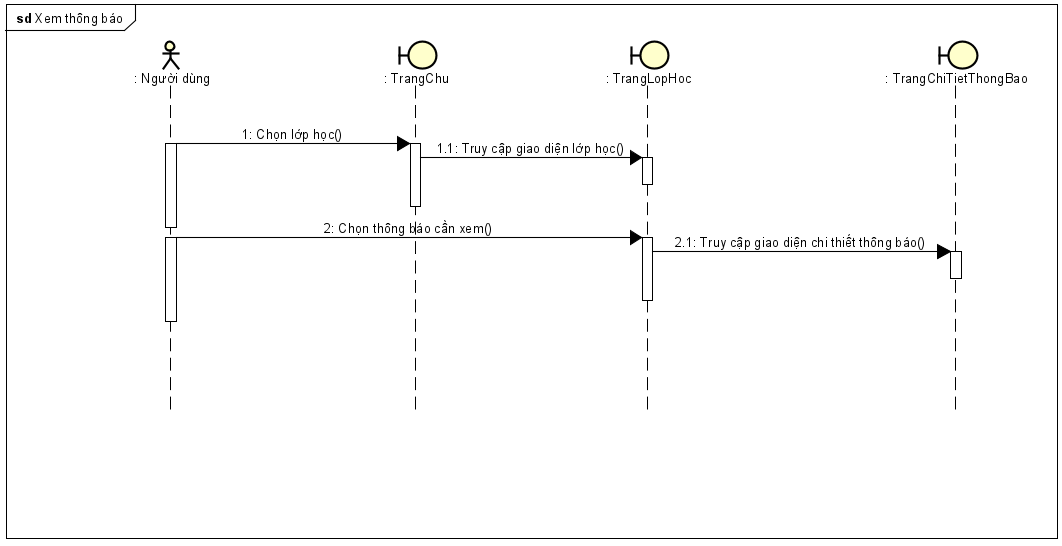 sd Xem thông báo
: Người dùng
: TrangChu
: TrangLopHoc
: TrangChiTietThongBao
1: Chọn lớp học()
1.1: Truy cập giao diện lớp học()
2: Chọn thông báo cần xem()
2.1: Truy cập giao diện chi thiết thông báo()